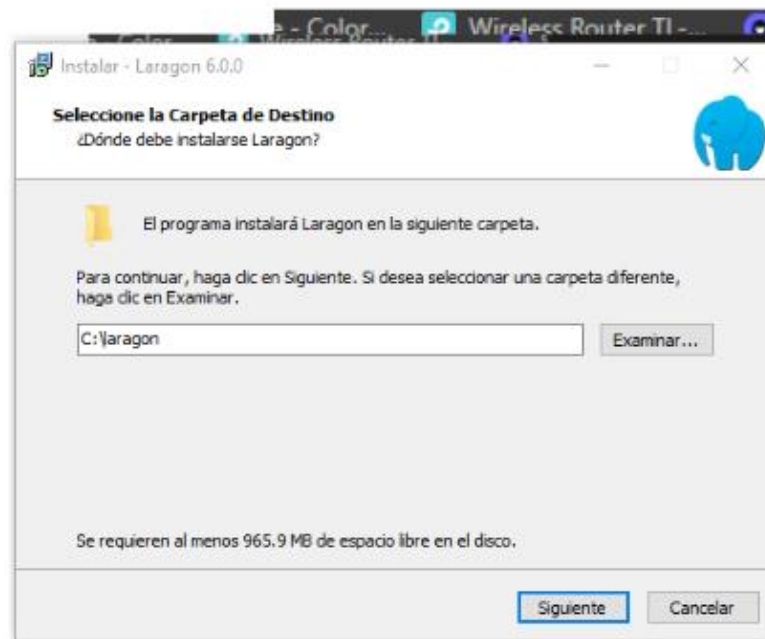 e - Color... Wireless Router TL-...
Instalar - Laragon 6.0.0
Seleccione la Carpeta de Destino
¿Dónde debe instalarse Laragon?
El programa instalará Laragon en la siguiente carpeta.
Para continuar, haga clic en Siguiente. Si desea seleccionar una carpeta diferente,
haga clic en Examinar.
C:\laragon
Examinar...
Se requieren al menos 965.9 MB de espacio libre en el disco.
Siguiente Cancelar